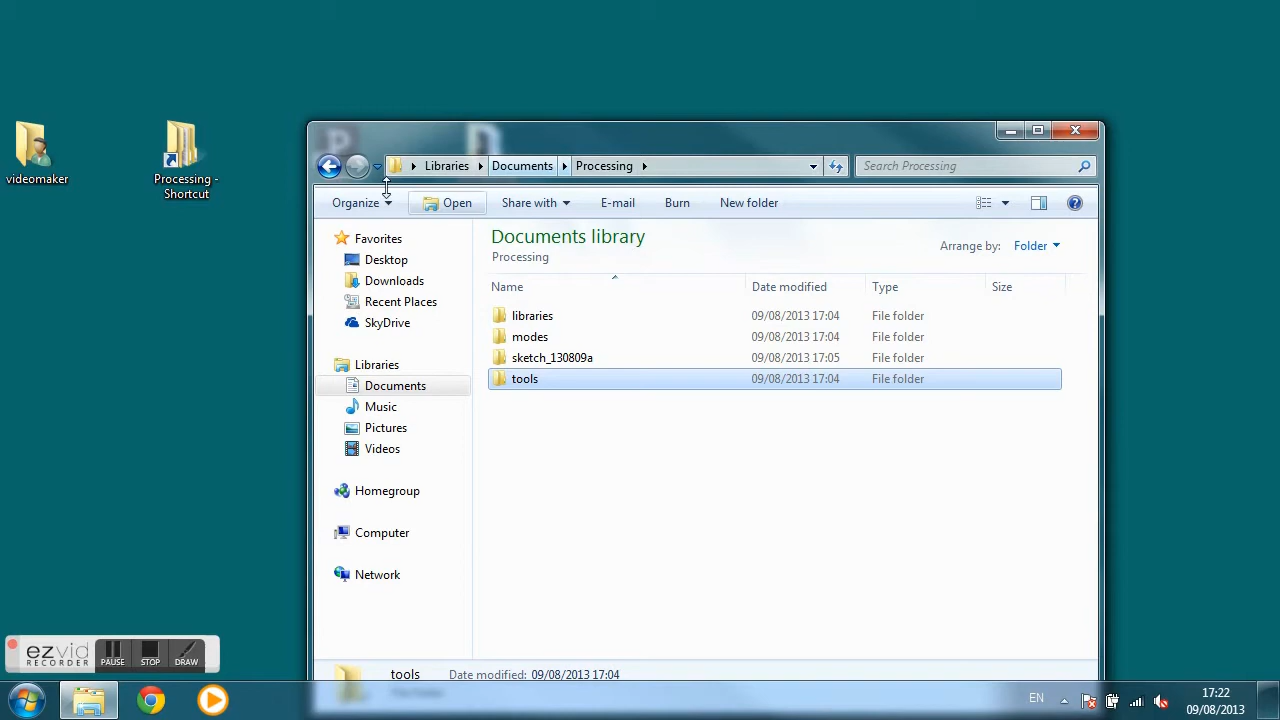 videomaker
Processing -
Shortcut
Libraries Documents Processing
Search Processing
Organize Open Share with E-mail Burn New folder
Favorites
Desktop
Downloads
Recent Places
SkyDrive
Libraries
Documents
Music
Pictures
Videos
Homegroup
Computer
Network
Documents library
Processing
Arrange by: Folder
Name Date modified Type Size
libraries 09/08/2013 17:04 File folder
modes 09/08/2013 17:04 File folder
sketch_130809a 09/08/2013 17:05 File folder
tools 09/08/2013 17:04 File folder
tools Date modified: 09/08/2013 17:04
File folder
ezvid
RECORDER
PAUSE STOP DRAW
EN
17:22
09/08/2013